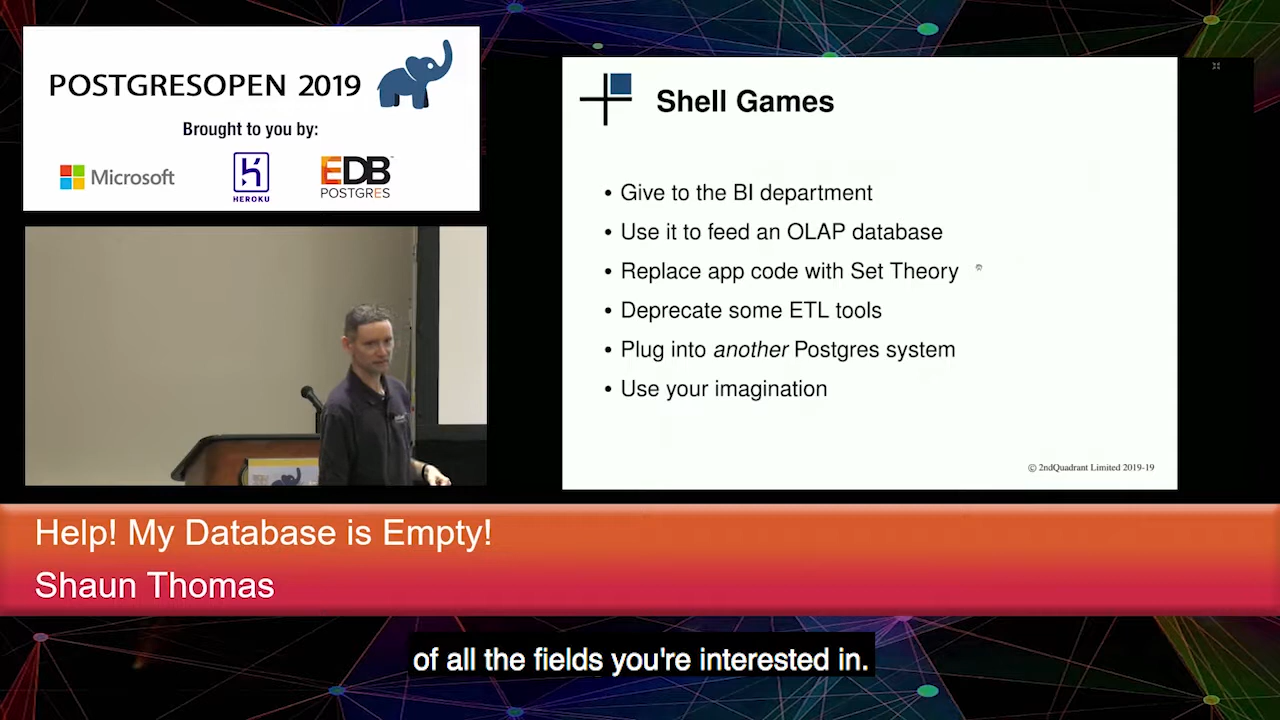 POSTGRESOPEN 2019
Brought to you by:
Microsoft
HEROKU
EDB
POSTGRES
Shell Games
• Give to the BI department
• Use it to feed an OLAP database
• Replace app code with Set Theory
• Deprecate some ETL tools
• Plug into another Postgres system
• Use your imagination
© 2ndQuadrant Limited 2019-19
Help! My Database is Empty!
Shaun Thomas
of all the fields you're interested in.